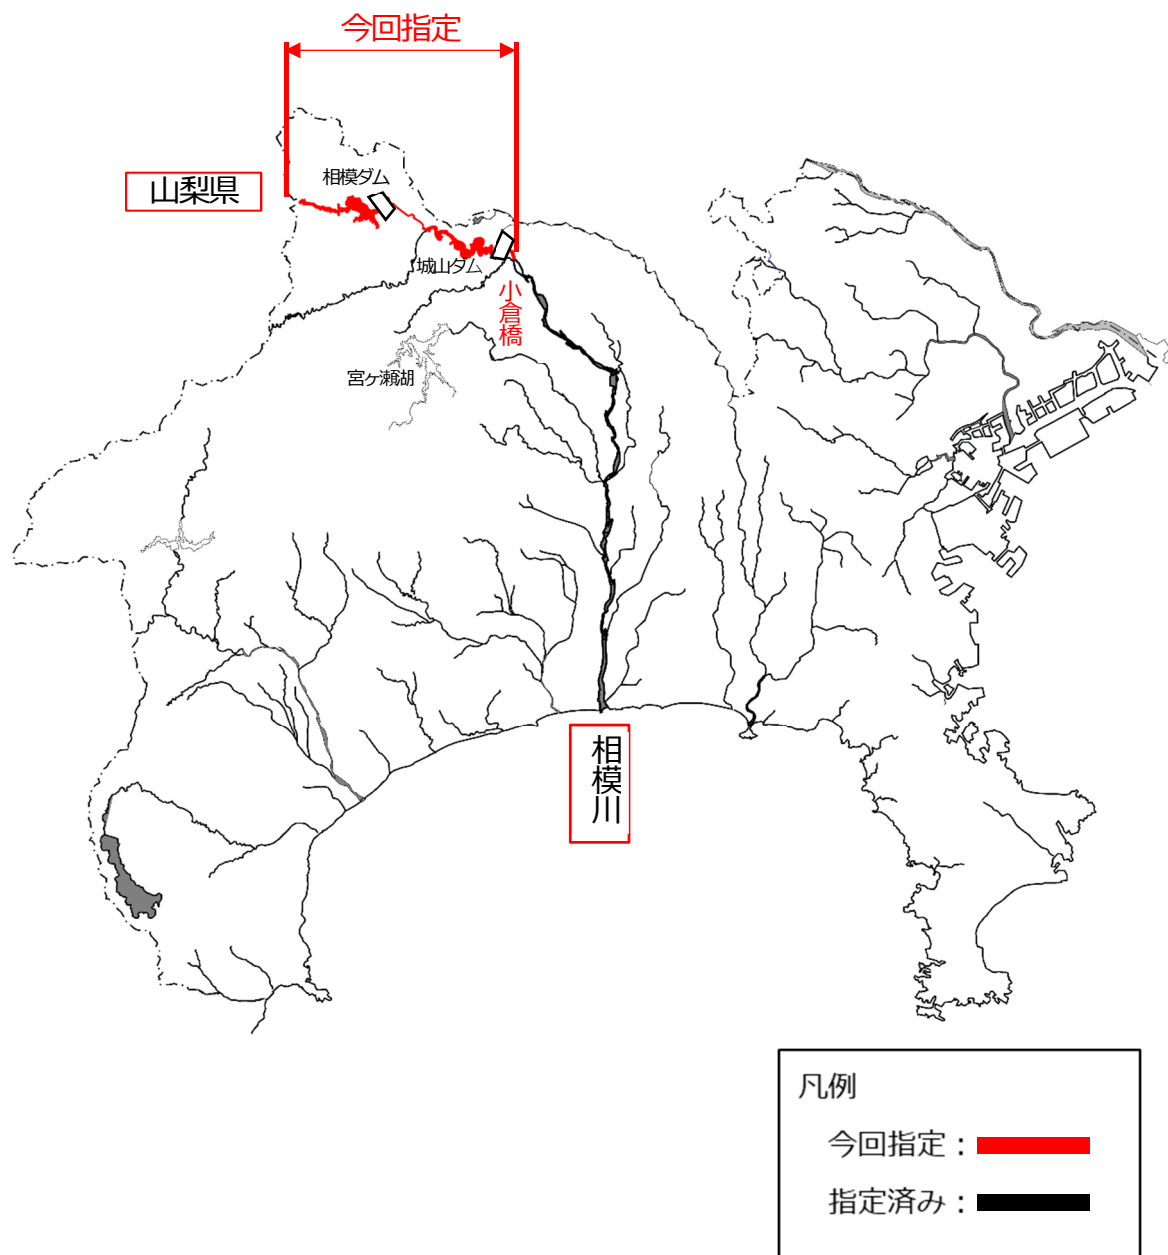 今回指定
山梨県
相模ダム
城山ダム
小倉橋
宮ヶ瀬湖
相模川
凡例
今回指定：
指定済み：